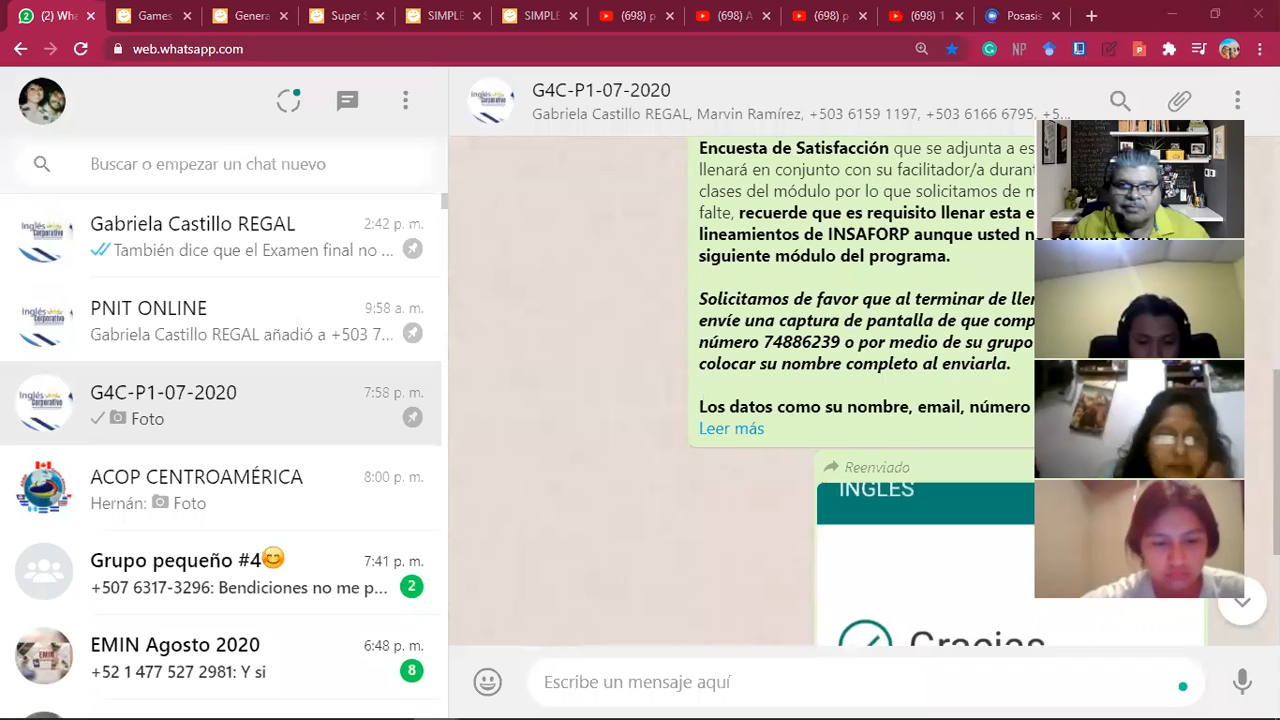 (2) Wha
Games
Genera
Super S
SIMPLE
SIMPLE
(698) p
(698) A
(698) p
(698) 1
Posasis
web.whatsapp.com
NP
Buscar o empezar un chat nuevo
Gabriela Castillo REGAL
2:42 p. m.
También dice que el Examen final no ...
PNIT ONLINE
9:58 a. m.
Gabriela Castillo REGAL añadió a +503 7...
G4C-P1-07-2020
7:58 p. m.
Foto
ACOP CENTROAMÉRICA
8:00 p. m.
Hernán: Foto
Grupo pequeño #4😊
7:41 p. m.
+507 6317-3296: Bendiciones no me p...
2
EMIN Agosto 2020
6:48 p. m.
+52 1 477 527 2981: Y si
8
G4C-P1-07-2020
Gabriela Castillo REGAL, Marvin Ramírez, +503 6159 1197, +503 6166 6795, +5...
Encuesta de Satisfacción que se adjunta a es
llenará en conjunto con su facilitador/a duran
clases del módulo por lo que solicitamos de m
falte, recuerde que es requisito llenar esta e
lineamientos de INSAFORP aunque usted n
siguiente módulo del programa.
Solicitamos de favor que al terminar de ller
envíe una captura de pantalla de que comp
número 74886239 o por medio de su grupo
colocar su nombre completo al enviarla.
Los datos como su nombre, email, número
Leer más
Reenviado
INGLES
Gracias
Escribe un mensaje aquí